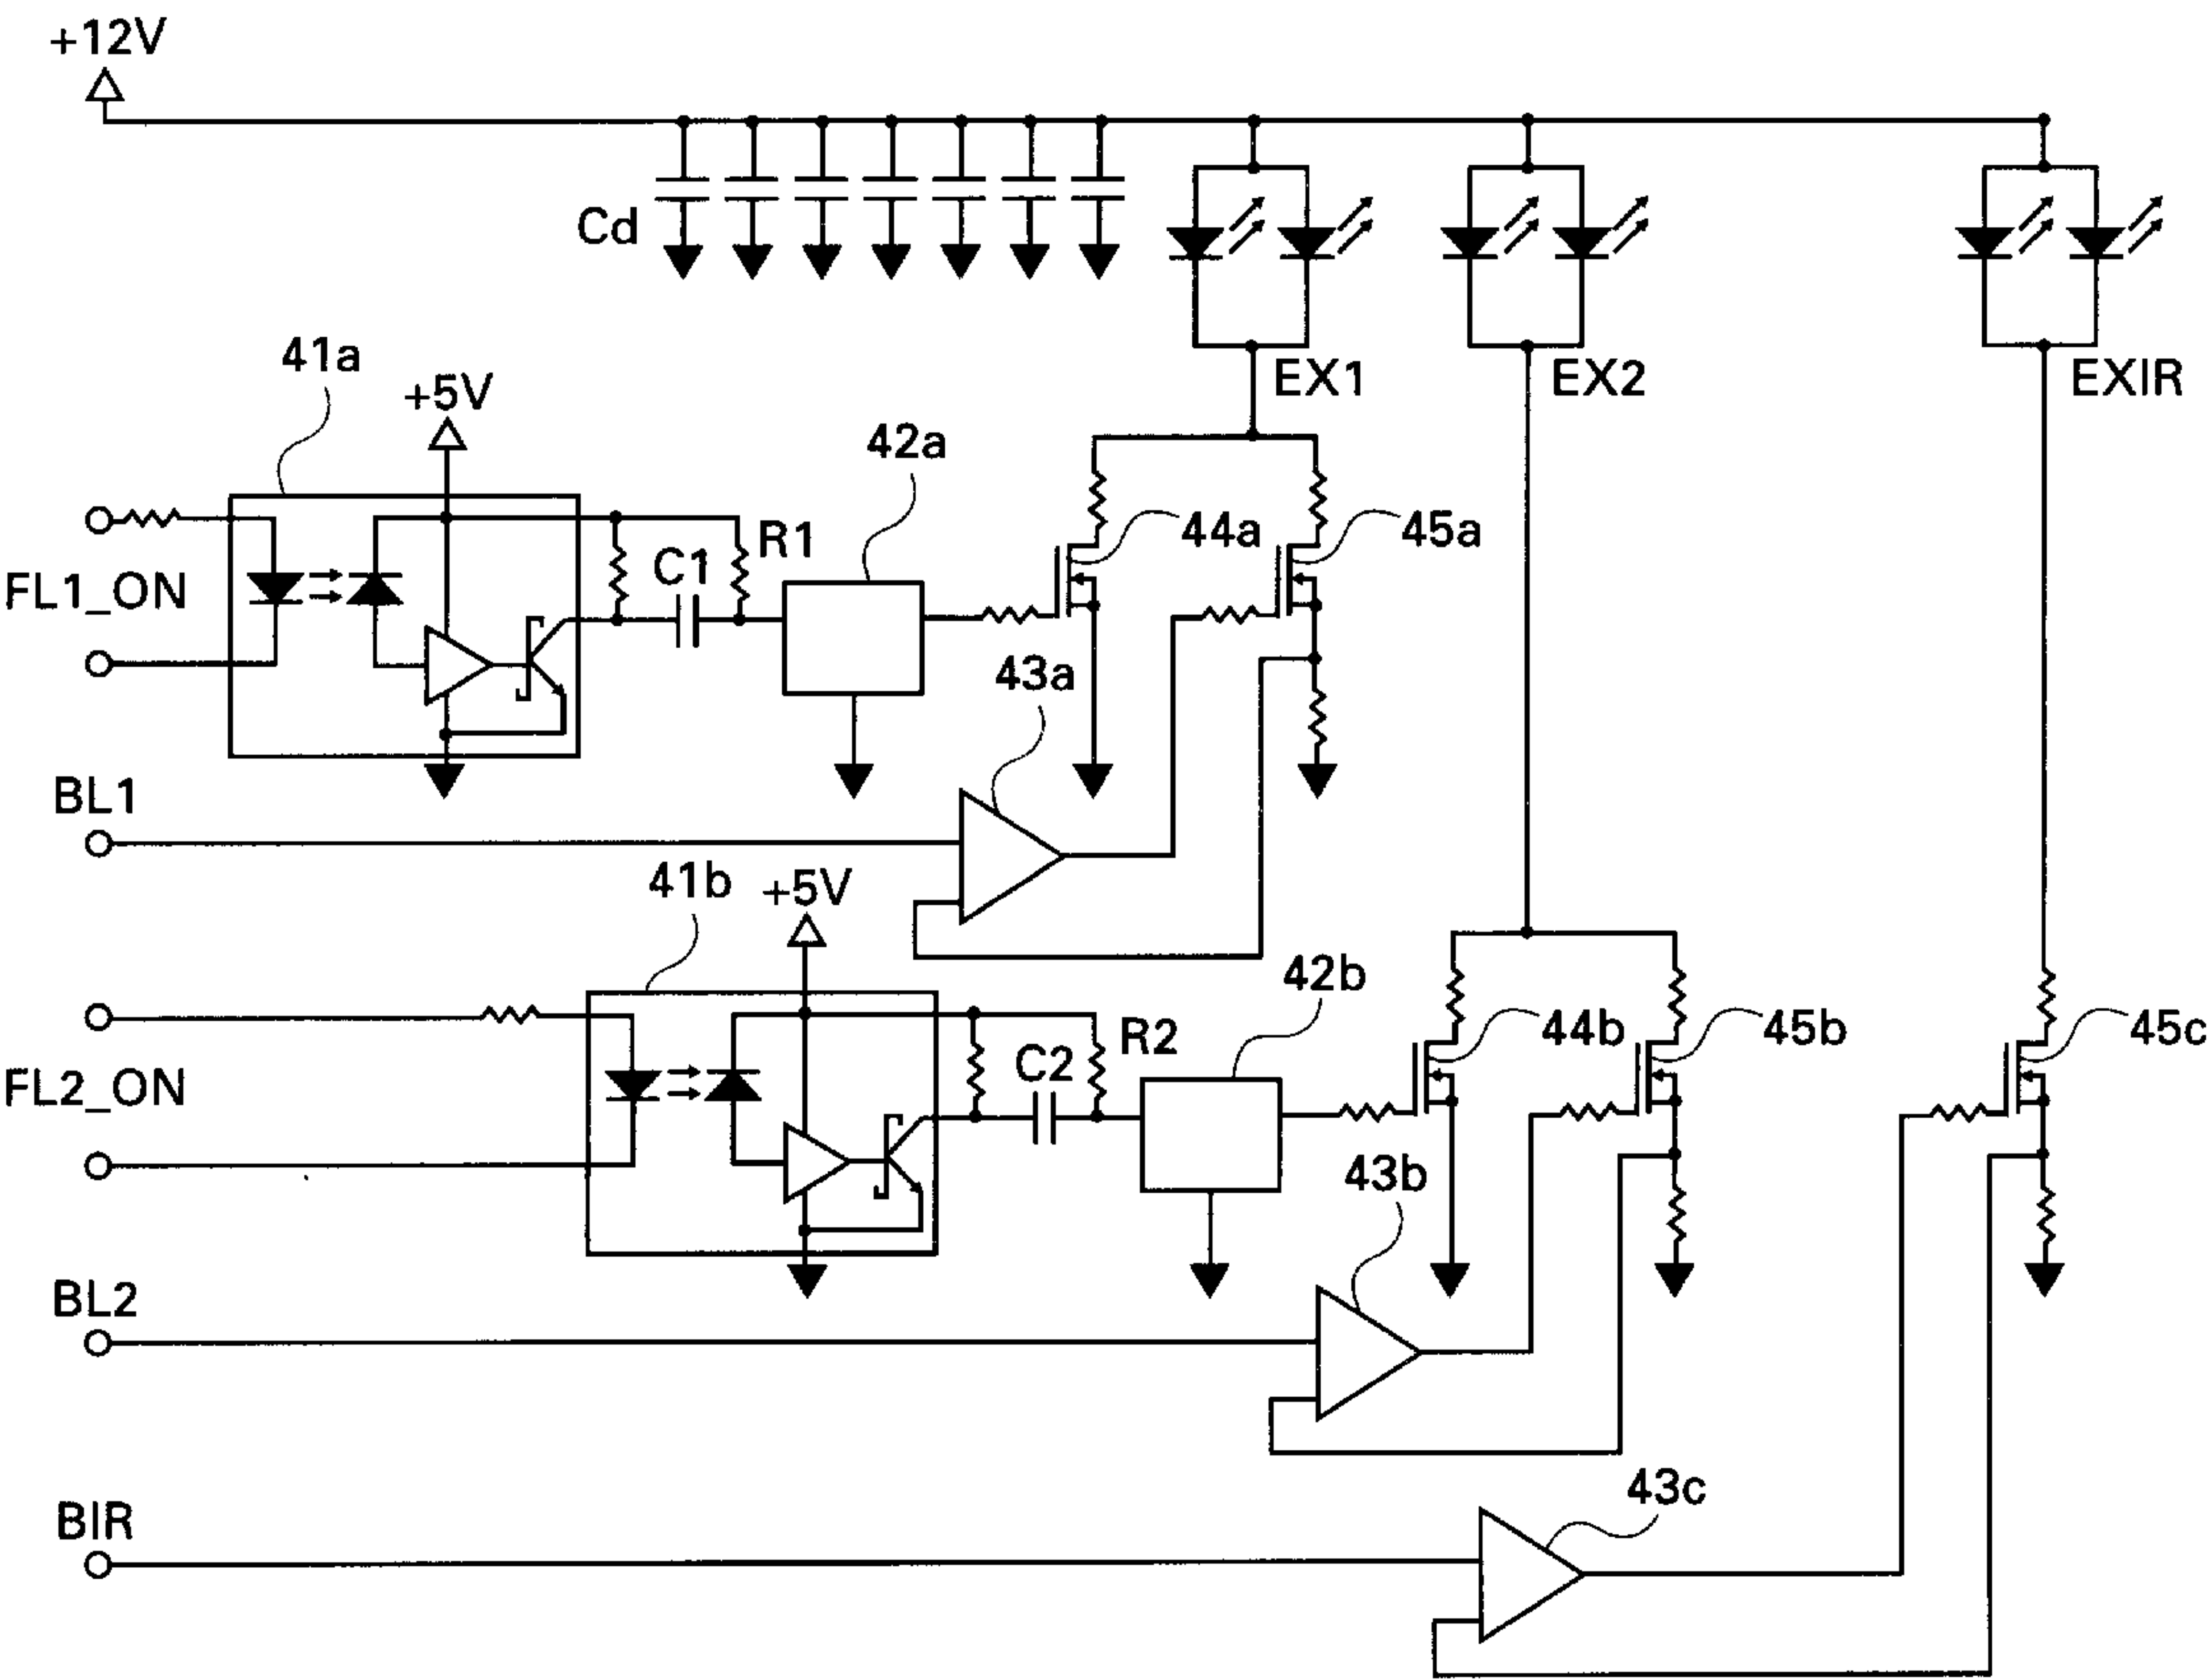 +12V
Cd
EX1
EX2
EXIR
41a
+5V
42a
FL1_ON
C1
R1
44a
45a
43a
BL1
41b
+5V
42b
FL2_ON
C2
R2
44b
45b
45c
43b
BL2
43c
BIR